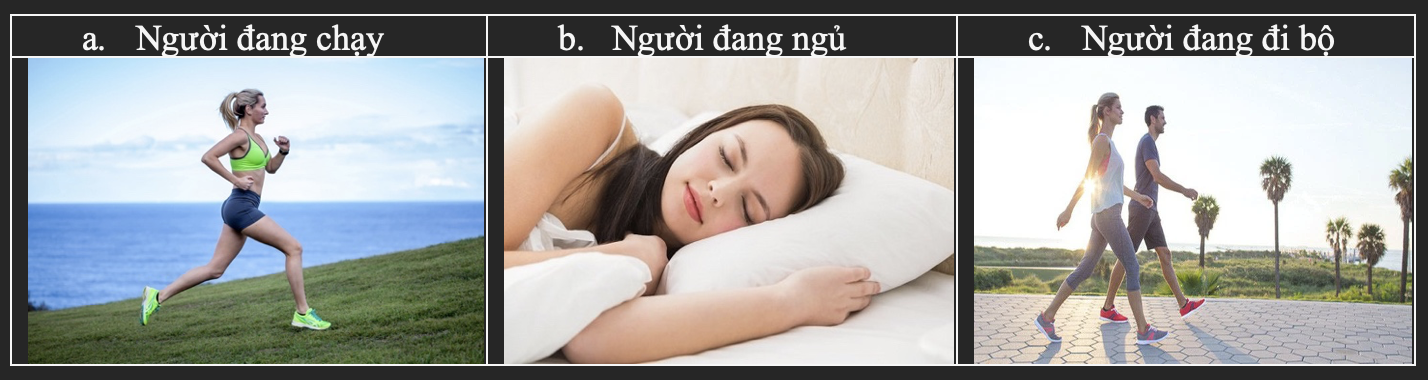 a. Người đang chạy
b. Người đang ngủ
c. Người đang đi bộ